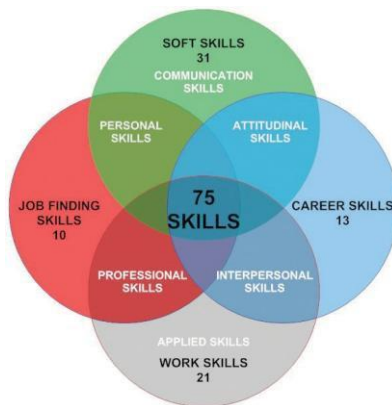 SOFT SKILLS
31
COMMUNICATION
SKILLS
PERSONAL
SKILLS
ATTITUDINAL
SKILLS
75
SKILLS
JOB FINDING
SKILLS
10
CAREER SKILLS
13
PROFESSIONAL
SKILLS
INTERPERSONAL
SKILLS
APPLIED SKILLS
WORK SKILLS
21